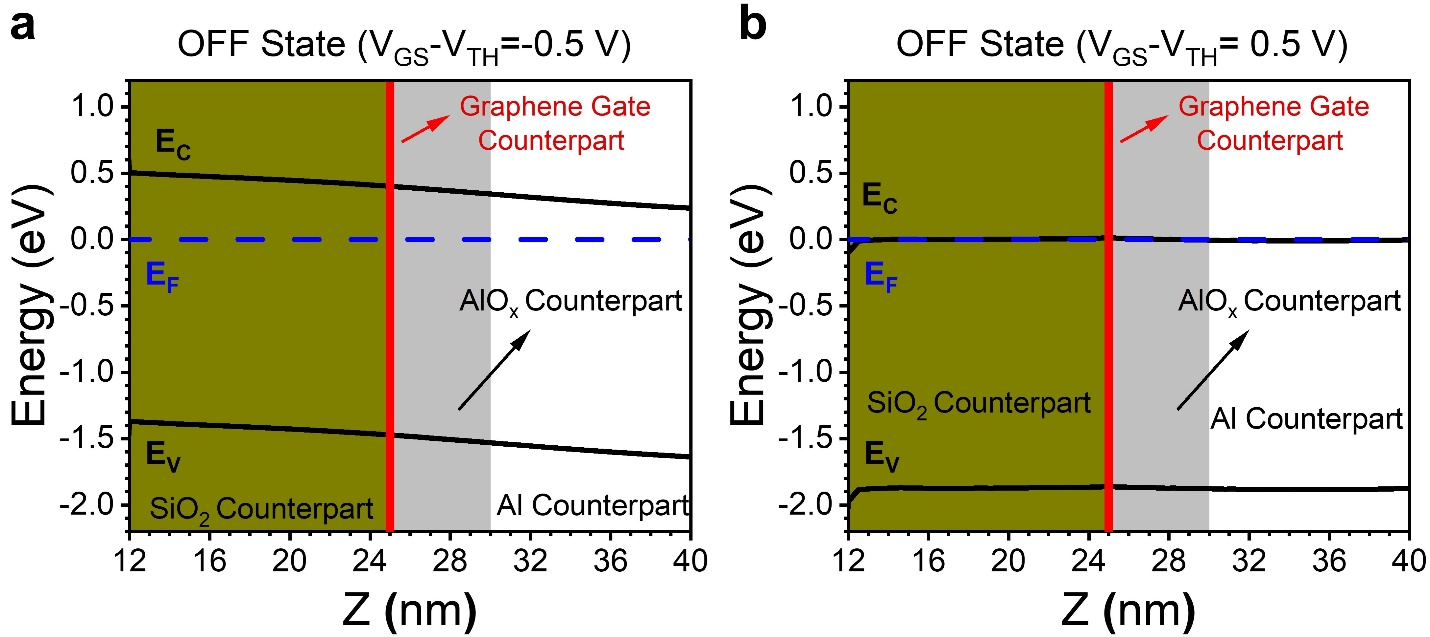 a
OFF State (VGS-VTH=-0.5 V)
Energy (eV)
1.0
0.5
0.0
-0.5
-1.0
-1.5
-2.0
EC
EF
EV
Graphene Gate
Counterpart
AlOx Counterpart
SiO2 Counterpart
Al Counterpart
12 16 20 24 28 32 36 40
Z (nm)
b
OFF State (VGS-VTH= 0.5 V)
Energy (eV)
1.0
0.5
0.0
-0.5
-1.0
-1.5
-2.0
EC
EF
EV
Graphene Gate
Counterpart
AlOx Counterpart
SiO2 Counterpart
Al Counterpart
12 16 20 24 28 32 36 40
Z (nm)